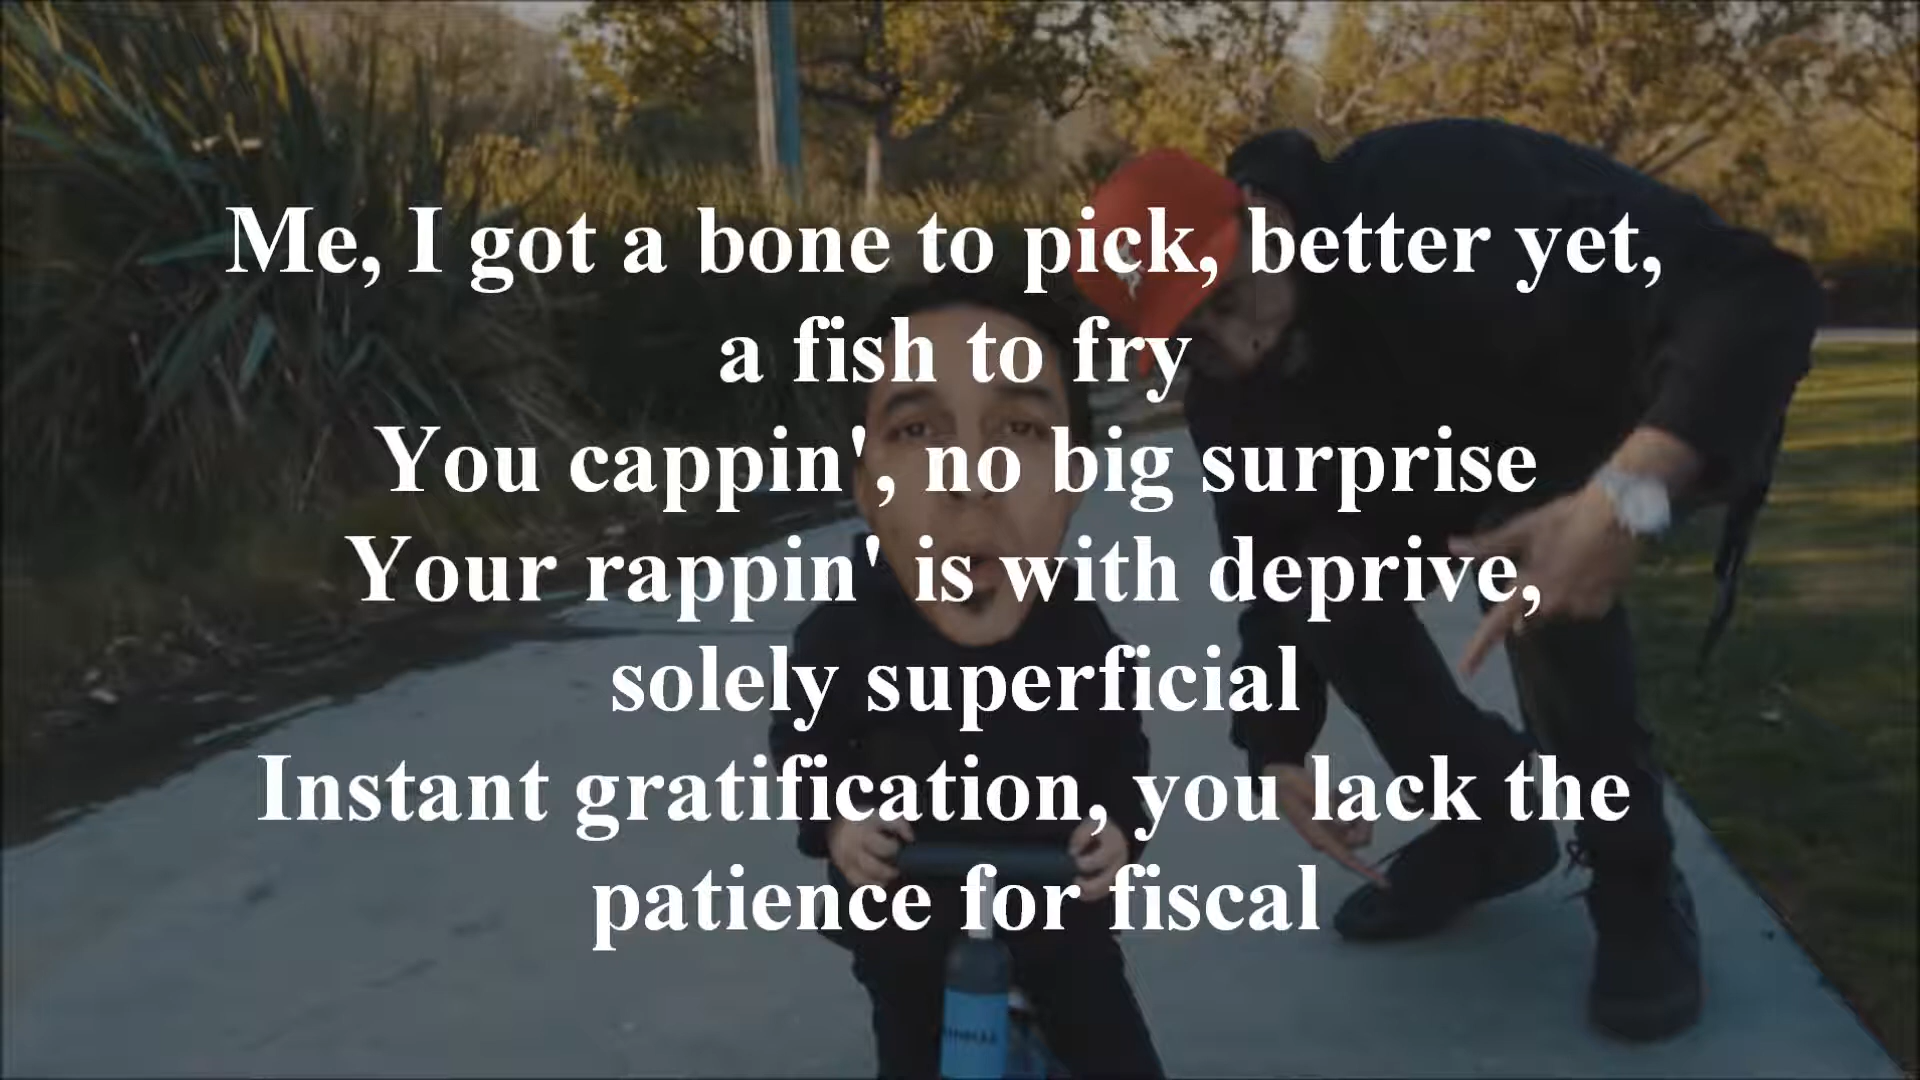 Me, I got a bone to pick, better yet,
a fish to fry
You cappin', no big surprise
Your rappin' is with deprive,
solely superficial
Instant gratification, you lack the
patience for fiscal